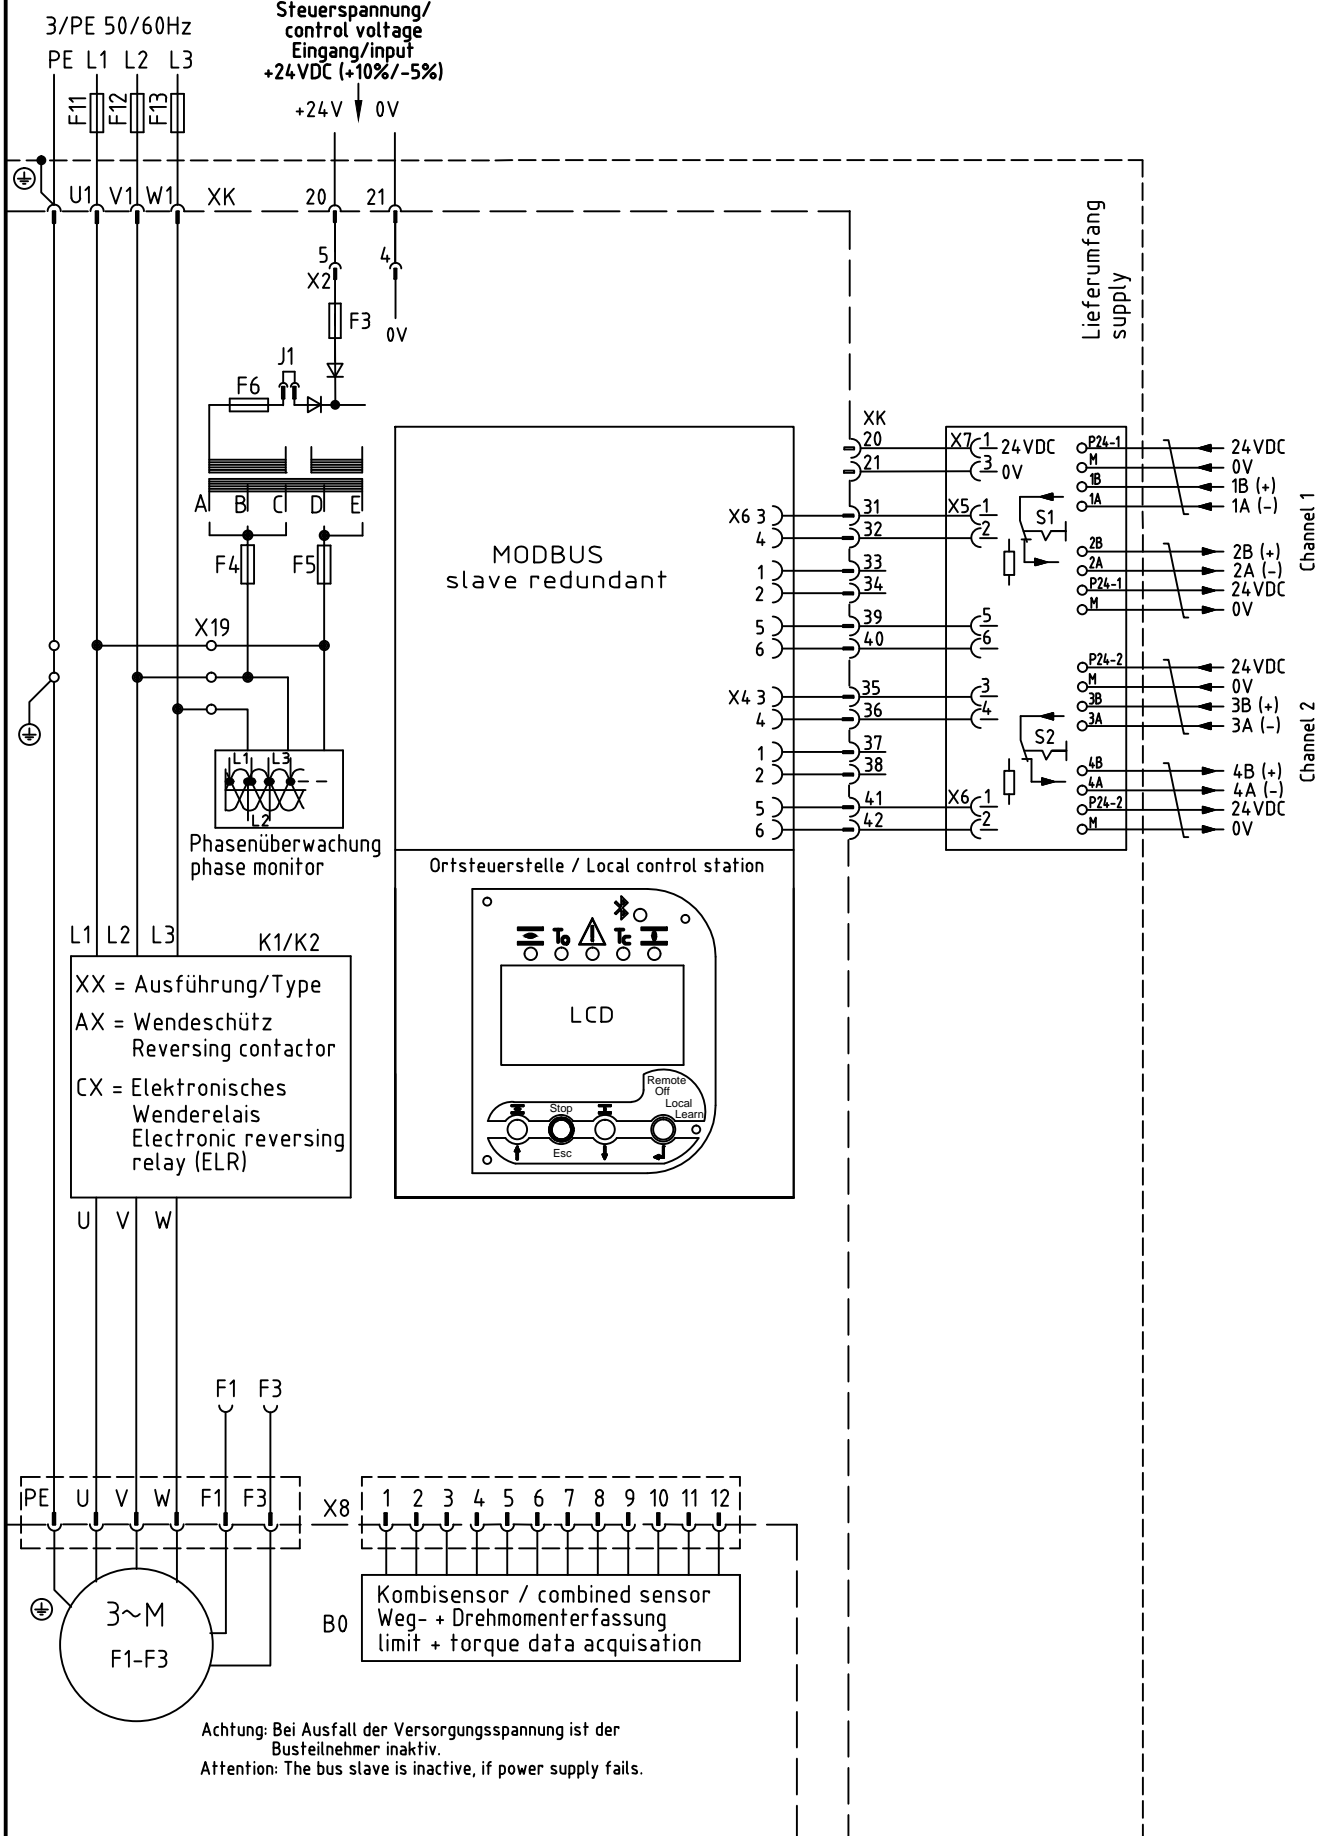 3/PE 50/60Hz
PE L1 L2 L3
F11 F12 F13
Steuerspannung/
control voltage
Eingang/input
+24VDC (+10%/-5%)
+24V 0V
U1 V1 W1 XK 20 21
5 4
X2
F3
0V
J1
F6
A B C D E
F4 F5
X19
L1 L3
L2
Phasenüberwachung
phase monitor
Lieferumfang
supply
MODBUS
slave redundant
X6 3
4
1
2
5
6
X4 3
4
1
2
5
6
XK
20
21
31
32
33
34
39
40
35
36
37
38
41
42
X7 1 24VDC
3 0V
X5 1
2
5
6
3
4
X6 1
2
S1
S2
P24-1
M
1B
1A
2B
2A
P24-1
M
P24-2
M
3B
3A
4B
4A
P24-2
M
24VDC
0V
1B (+)
1A (-)
2B (+)
2A (-)
24VDC
0V
Channel 1
24VDC
0V
3B (+)
3A (-)
4B (+)
4A (-)
24VDC
0V
Channel 2
Ortsteuerstelle / Local control station
To Tc
LCD
Remote
Off
Local
Learn
Stop
Esc
L1 L2 L3 K1/K2
XX = Ausführung/Type
AX = Wendeschütz
Reversing contactor
CX = Elektronisches
Wenderelais
Electronic reversing
relay (ELR)
U V W
F1 F3
PE U V W F1 F3
X8
1 2 3 4 5 6 7 8 9 10 11 12
3~M
F1-F3
B0
Kombisensor / combined sensor
Weg- + Drehmomenterfassung
limit + torque data acquisation
Achtung: Bei Ausfall der Versorgungsspannung ist der
Busteilnehmer inaktiv.
Attention: The bus slave is inactive, if power supply fails.